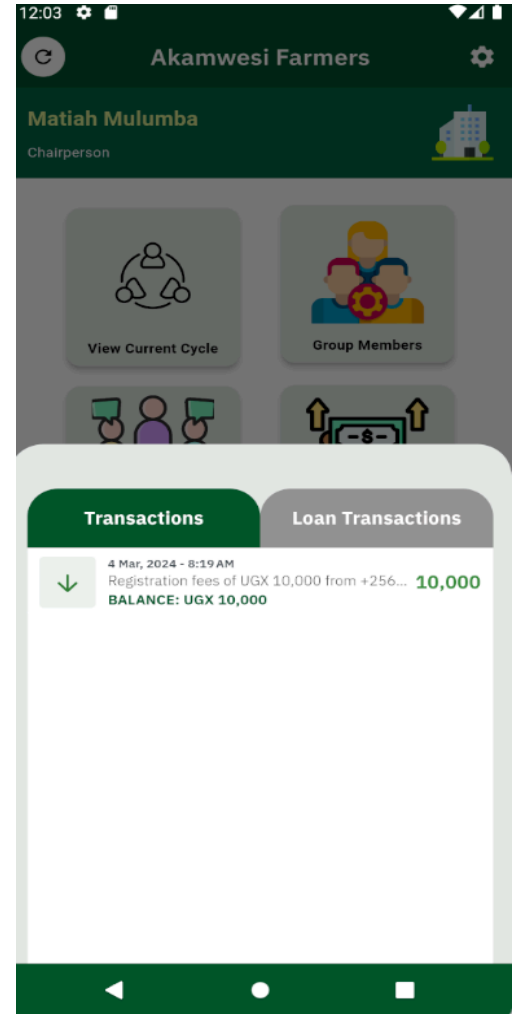 12:03
Akamwesi Farmers
Matiah Mulumba
Chairperson
View Current Cycle
Group Members
-$-
Transactions
Loan Transactions
4 Mar, 2024 - 8:19 AM
Registration fees of UGX 10,000 from +256...
10,000
BALANCE: UGX 10,000